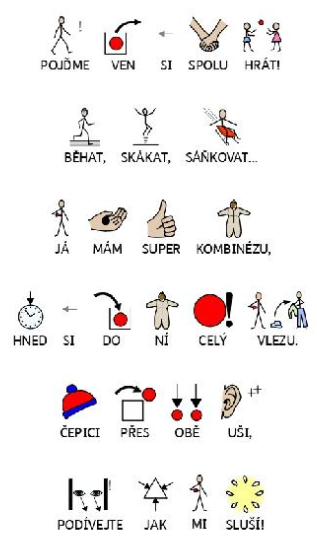 POJĎME VEN SI SPOLU HRÁT!
BĚHAT, SKÁKAT, SÁŇKOVAT...
JÁ MÁM SUPER KOMBINÉZU,
HNED SI DO NÍ CELÝ VLEZU.
ČEPICI PŘES OBĚ UŠI,
PODÍVEJTE JAK MI SLUŠÍ!